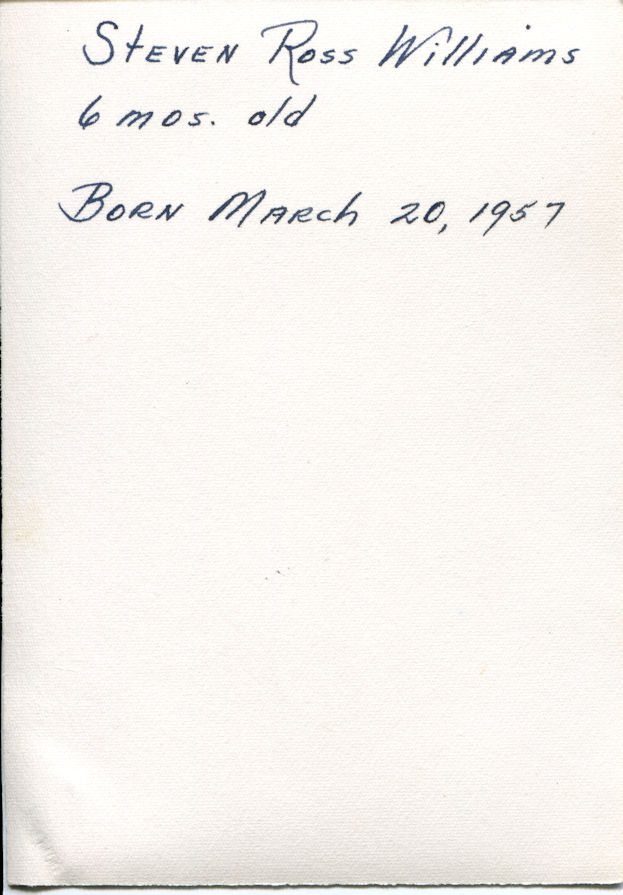 Steven Ross Williams
6 mos. old
Born March 20, 1957